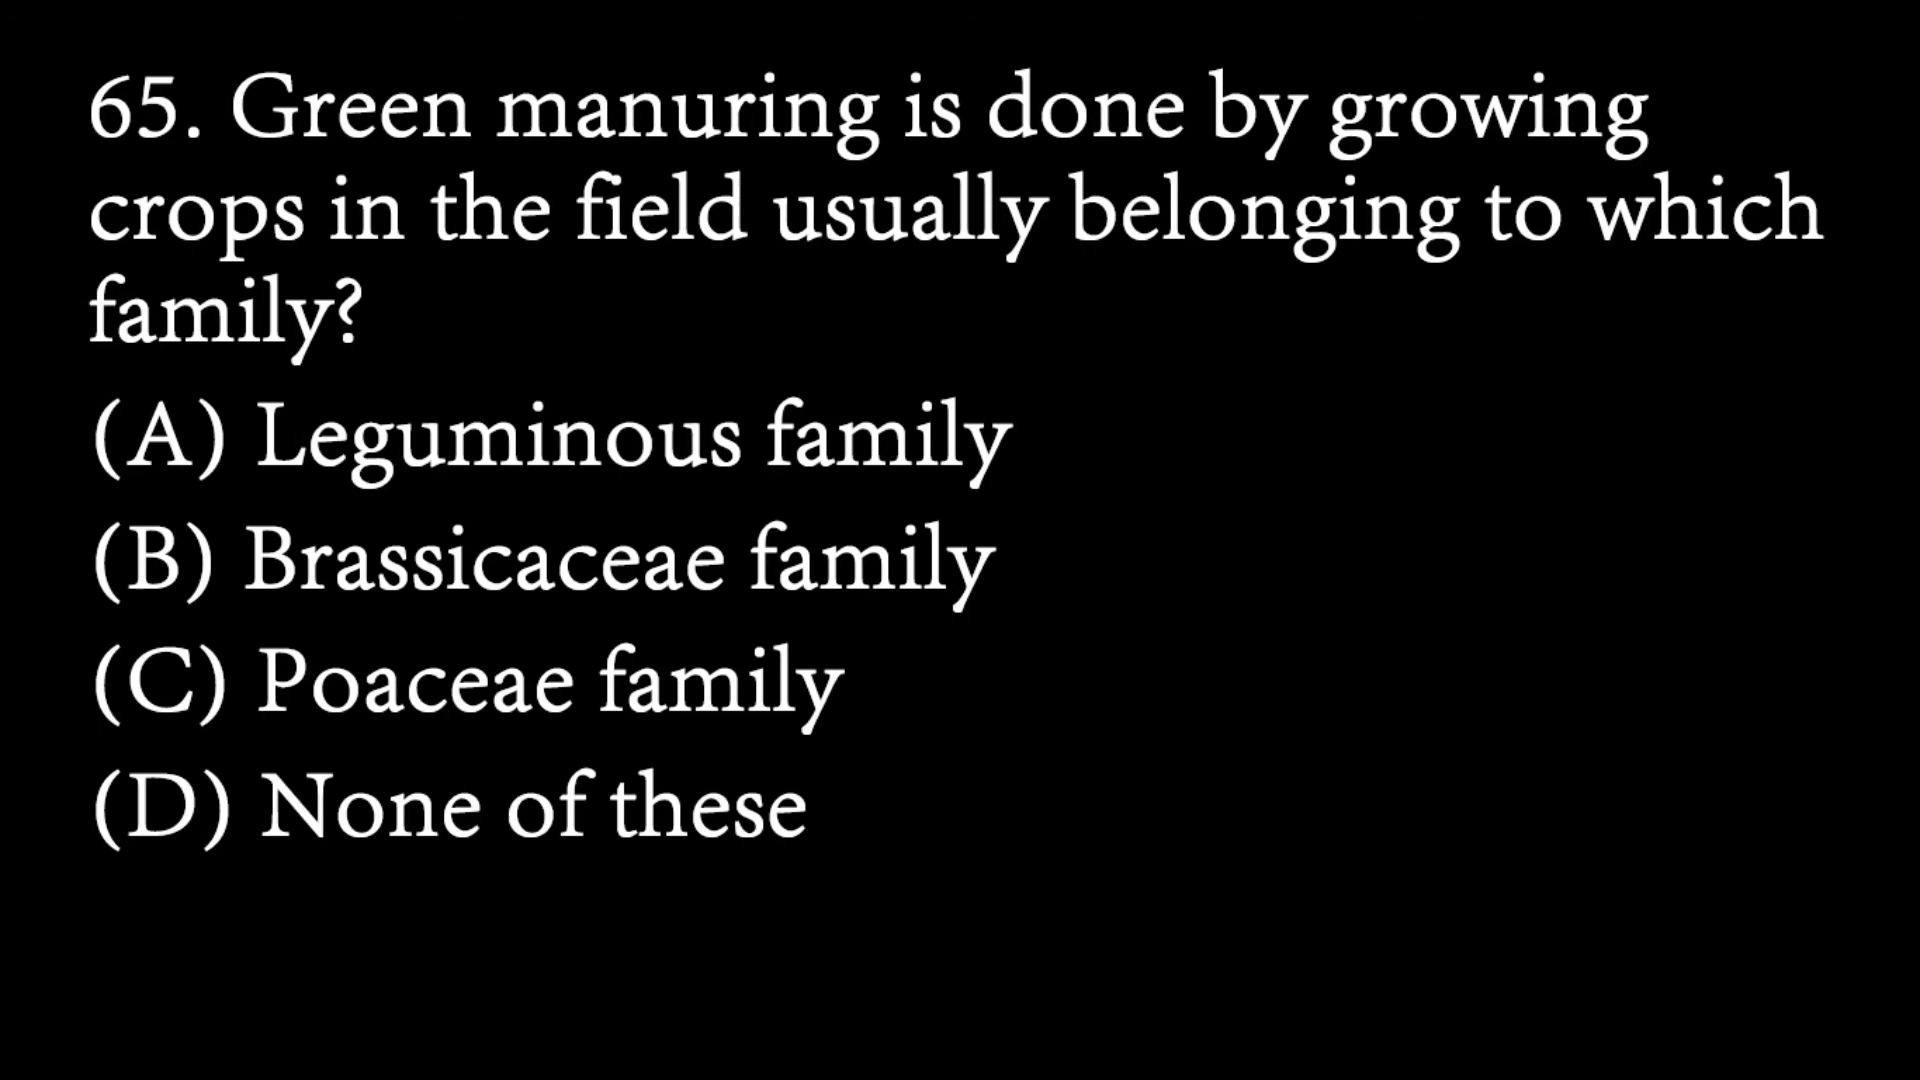 65. Green manuring is done by growing
crops in the field usually belonging to which
family?
(A) Leguminous family
(B) Brassicaceae family
(C) Poaceae family
(D) None of these